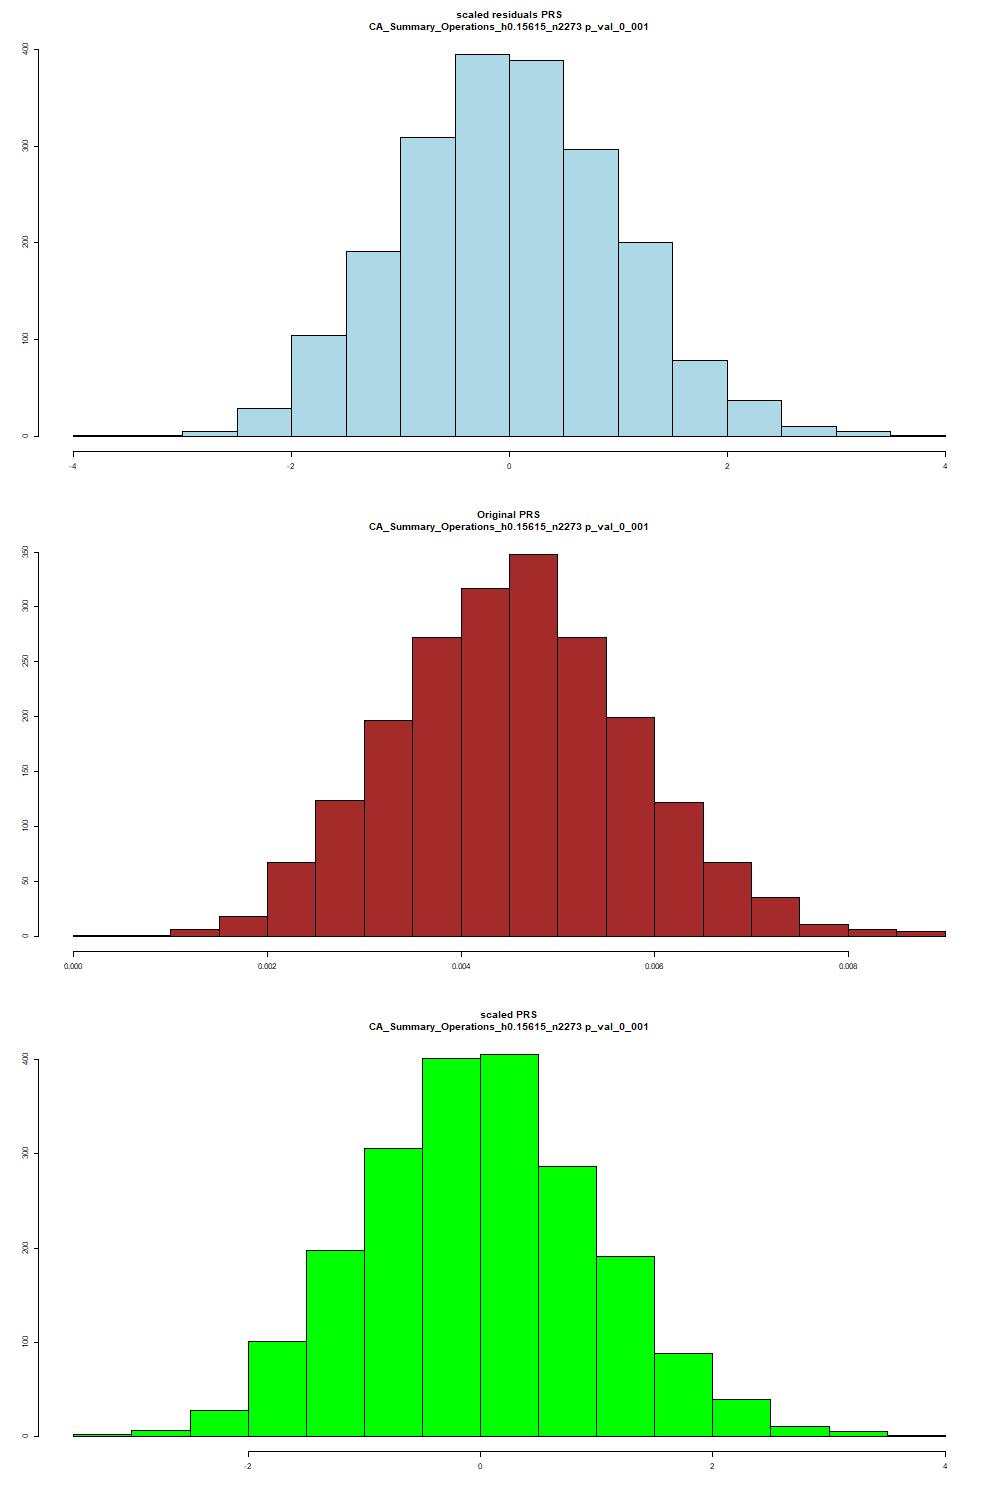 scaled residuals PRS
CA_Summary_Operations_h0.15615_n2273 p_val_0_001
400
300
200
100
0
-4 -2 0 2 4
Original PRS
CA_Summary_Operations_h0.15615_n2273 p_val_0_001
350
300
250
200
150
100
50
0
0.000 0.002 0.004 0.006 0.008
scaled PRS
CA_Summary_Operations_h0.15615_n2273 p_val_0_001
400
300
200
100
0
-2 0 2 4